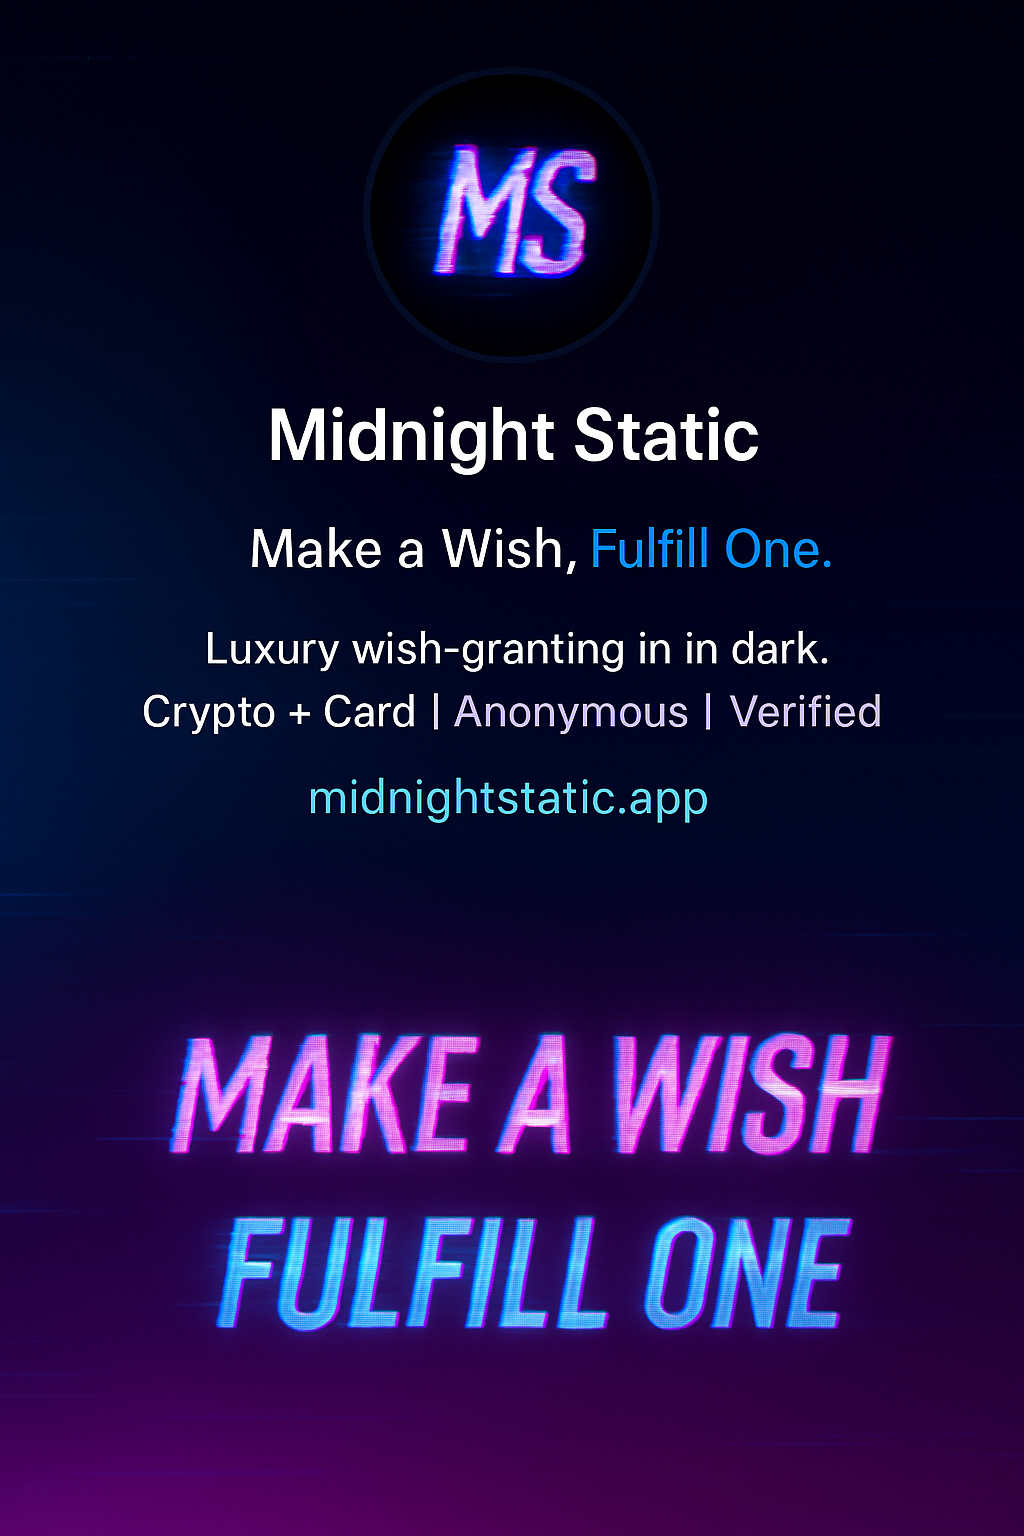 MS
Midnight Static
Make a Wish, Fulfill One.
Luxury wish-granting in in dark.
Crypto + Card | Anonymous | Verified
midnightstatic.app
MAKE A WISH
FULFILL ONE